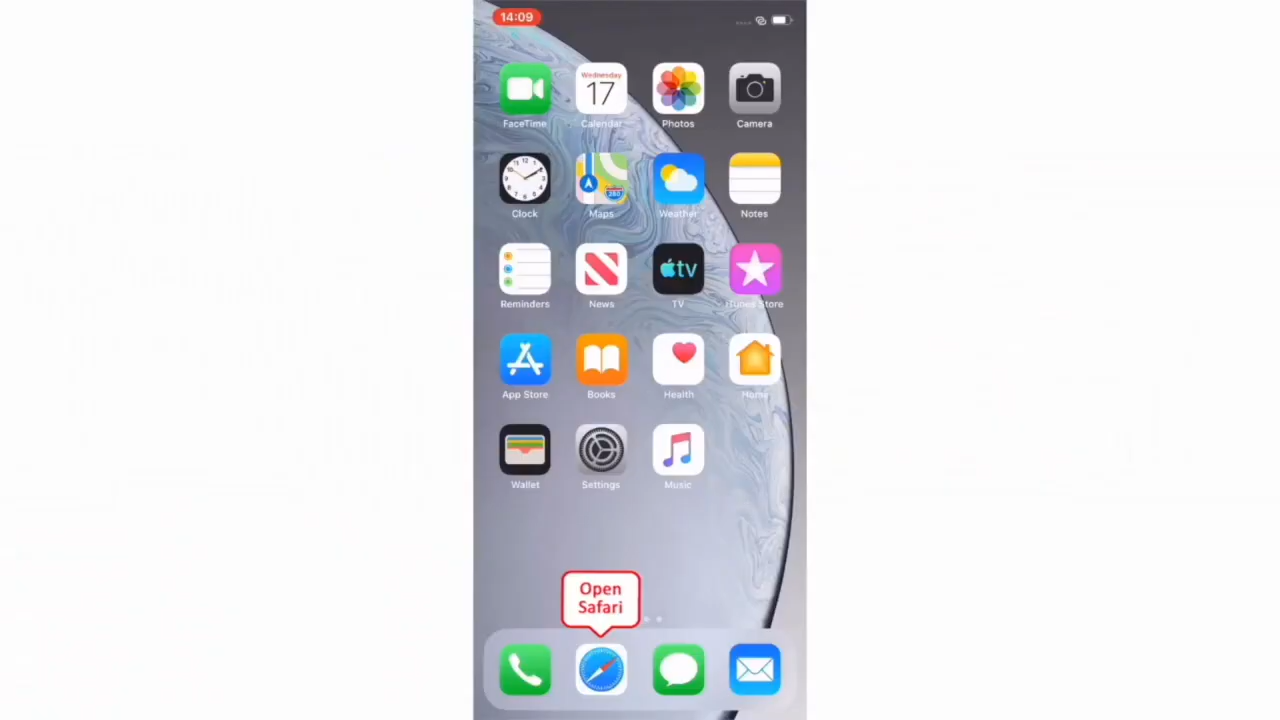 14:09
Wednesday
17
FaceTime
Calendar
Photos
Camera
Clock
Maps
Weather
Notes
tv
Reminders
News
TV
iTunes Store
App Store
Books
Health
Home
Wallet
Settings
Music
Open
Safari